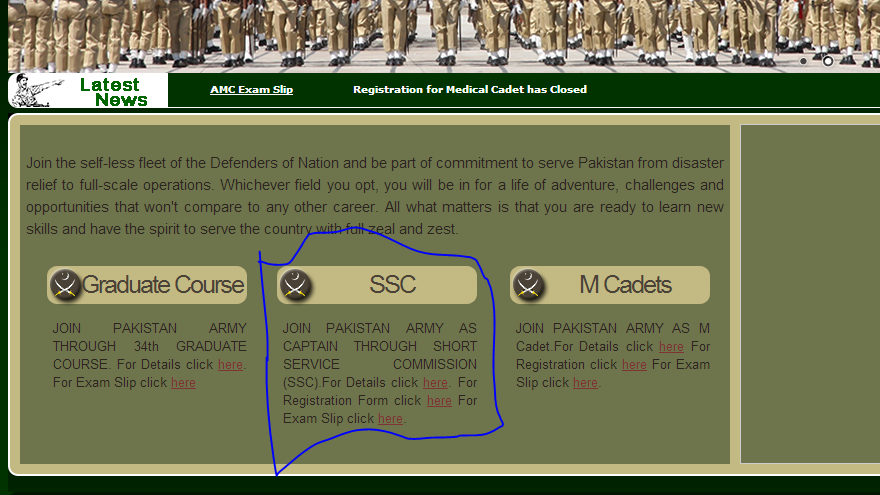 Latest
News
AMC Exam Slip
Registration for Medical Cadet has Closed
Join the self-less fleet of the Defenders of Nation and be part of commitment to serve Pakistan from disaster
relief to full-scale operations. Whichever field you opt, you will be in for a life of adventure, challenges and
opportunities that won't compare to any other career. All what matters is that you are ready to learn new
skills and have the spirit to serve the country with full zeal and zest.
Graduate Course
JOIN PAKISTAN ARMY
THROUGH 34th GRADUATE
COURSE. For Details click here.
For Exam Slip click here
SSC
JOIN PAKISTAN ARMY AS
CAPTAIN THROUGH SHORT
SERVICE COMMISSION
(SSC).For Details click here. For
Registration Form click here For
Exam Slip click here.
M Cadets
JOIN PAKISTAN ARMY AS M
Cadet.For Details click here For
Registration click here For Exam
Slip click here.